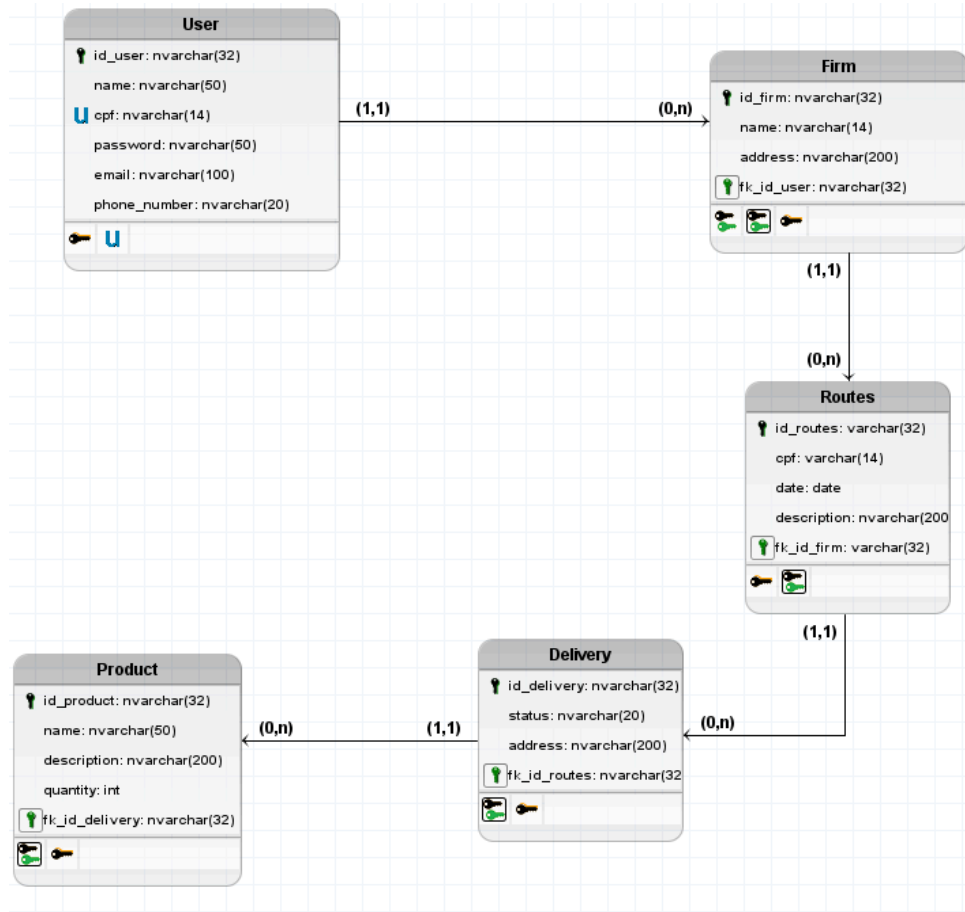 User
id_user: nvarchar(32)
name: nvarchar(50)
U cpf: nvarchar(14)
password: nvarchar(50)
email: nvarchar(100)
phone_number: nvarchar(20)
U
(1,1)
(0,n)
Firm
id_firm: nvarchar(32)
name: nvarchar(14)
address: nvarchar(200)
fk_id_user: nvarchar(32)
(1,1)
(0,n)
Routes
id_routes: varchar(32)
cpf: varchar(14)
date: date
description: nvarchar(200
fk_id_firm: varchar(32)
(1,1)
(0,n)
Delivery
id_delivery: nvarchar(32)
status: nvarchar(20)
address: nvarchar(200)
fk_id_routes: nvarchar(32
(1,1)
(0,n)
Product
id_product: nvarchar(32)
name: nvarchar(50)
description: nvarchar(200)
quantity: int
fk_id_delivery: nvarchar(32)